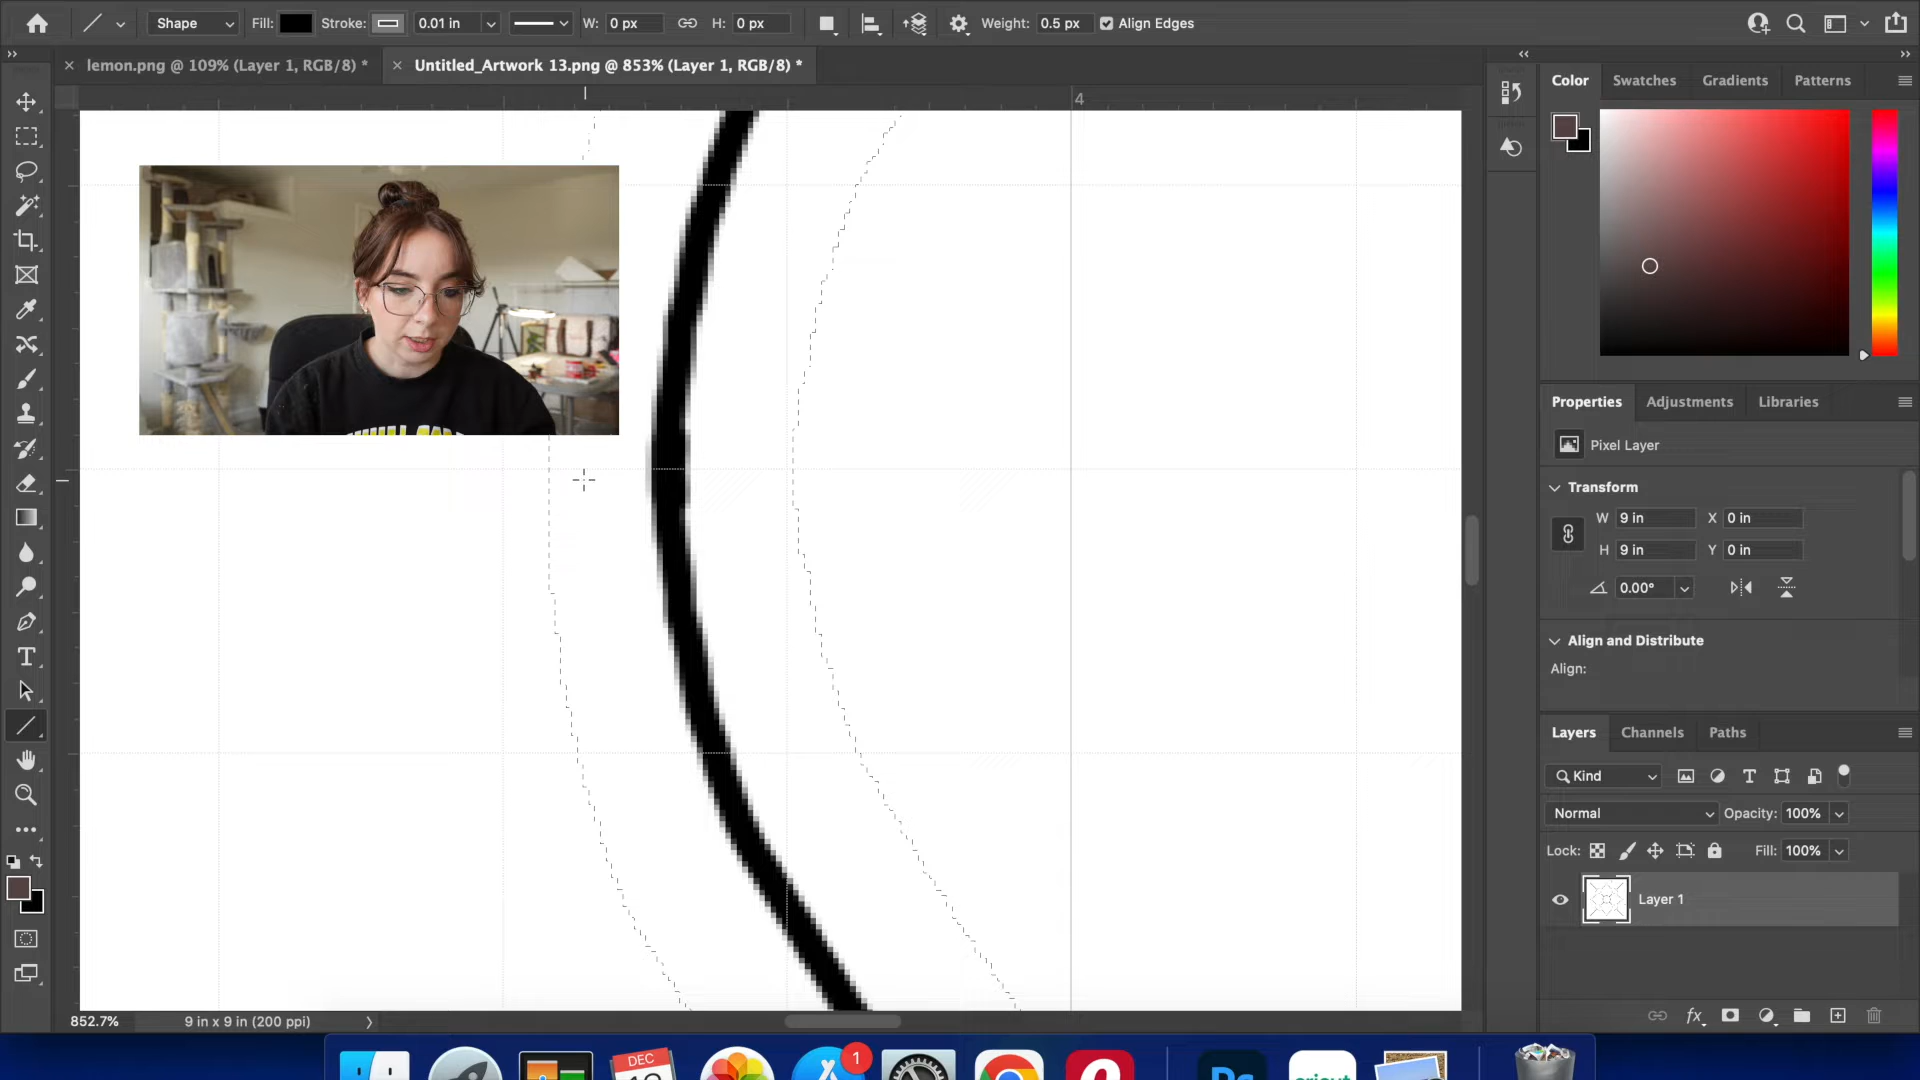 Shape Fill: Stroke: 0.01 in W: 0 px H: 0 px Weight: 0.5 px Align Edges
lemon.png @ 109% (Layer 1, RGB/8) * Untitled_Artwork 13.png @ 853% (Layer 1, RGB/8) *
4
Color Swatches Gradients Patterns
Properties Adjustments Libraries
Pixel Layer
Transform
W 9 in X 0 in
H 9 in Y 0 in
0.00°
Align and Distribute
Align:
Layers Channels Paths
Kind
Normal Opacity: 100%
Lock: Fill: 100%
Layer 1
fx
852.7% 9 in x 9 in (200 ppi)
DEC
1
Ps
cricut